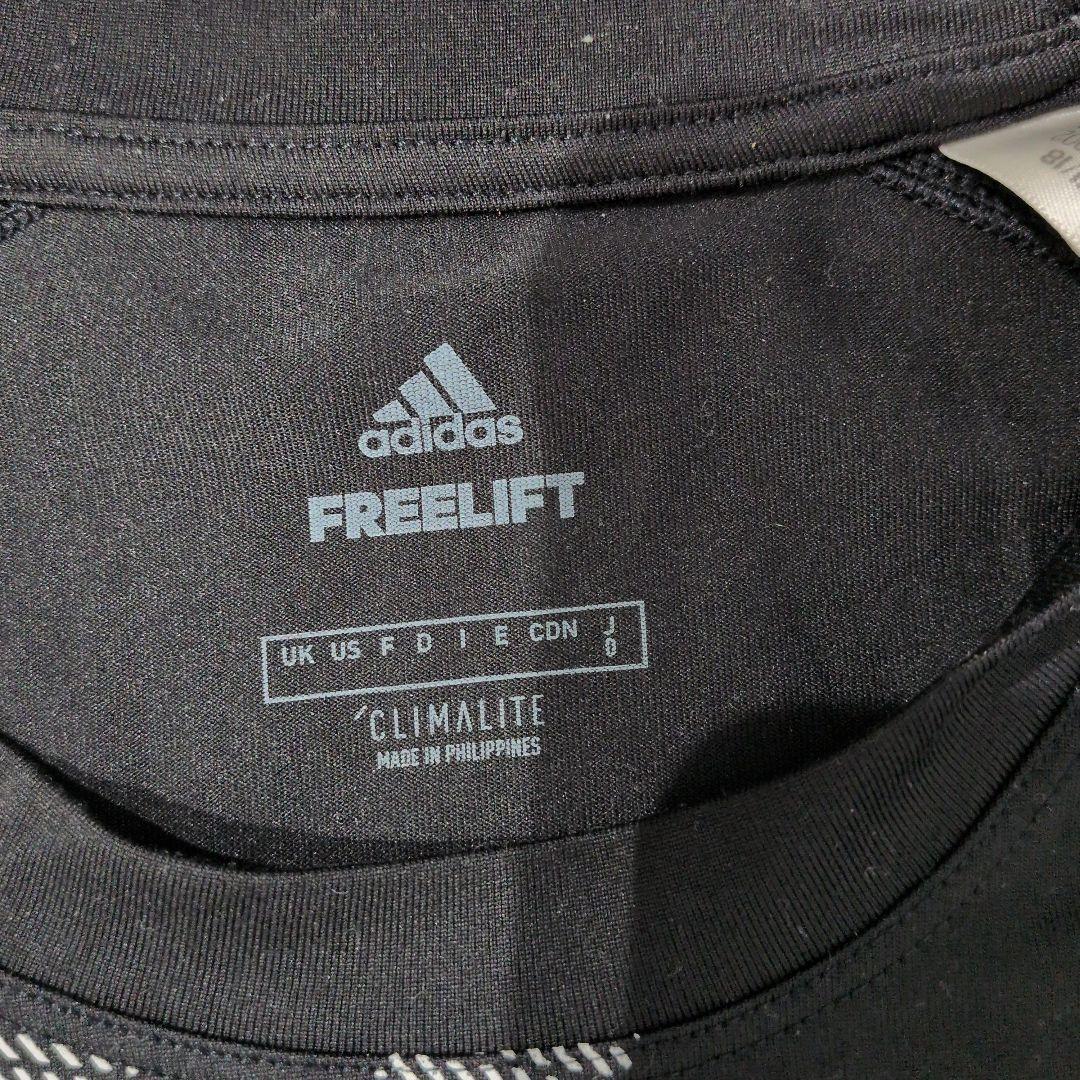 adidas
FREELIFT
UK US F D I E CDN J
O
'CLIMALITE
MADE IN PHILIPPINES